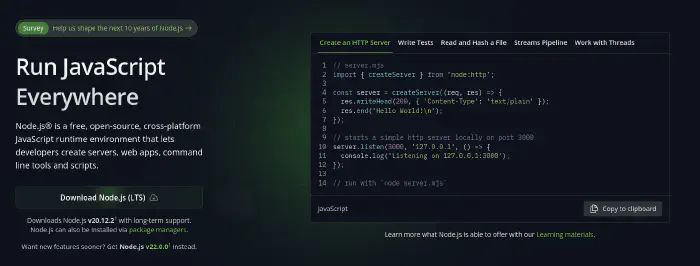 Survey Help us shape the next 10 years of Node.js →
Run JavaScript
Everywhere
Node.js® is a free, open-source, cross-platform
JavaScript runtime environment that lets
developers create servers, web apps, command
line tools and scripts.
Download Node.js (LTS)
Downloads Node.js v20.12.2¹ with long-term support.
Node.js can also be installed via package managers.
Want new features sooner? Get Node.js v22.0.0¹ instead.
Create an HTTP Server Write Tests Read and Hash a File Streams Pipeline Work with Threads
1 // server.mjs
2 import { createServer } from 'node:http';
3
4 const server = createServer((req, res) => {
5   res.writeHead(200, { 'Content-Type': 'text/plain' });
6   res.end('Hello World!\n');
7 });
8
9 // starts a simple http server locally on port 3000
10 server.listen(3000, '127.0.0.1', () => {
11   console.log('Listening on 127.0.0.1:3000');
12 });
13
14 // run with `node server.mjs`
JavaScript Copy to clipboard
Learn more what Node.js is able to offer with our Learning materials.